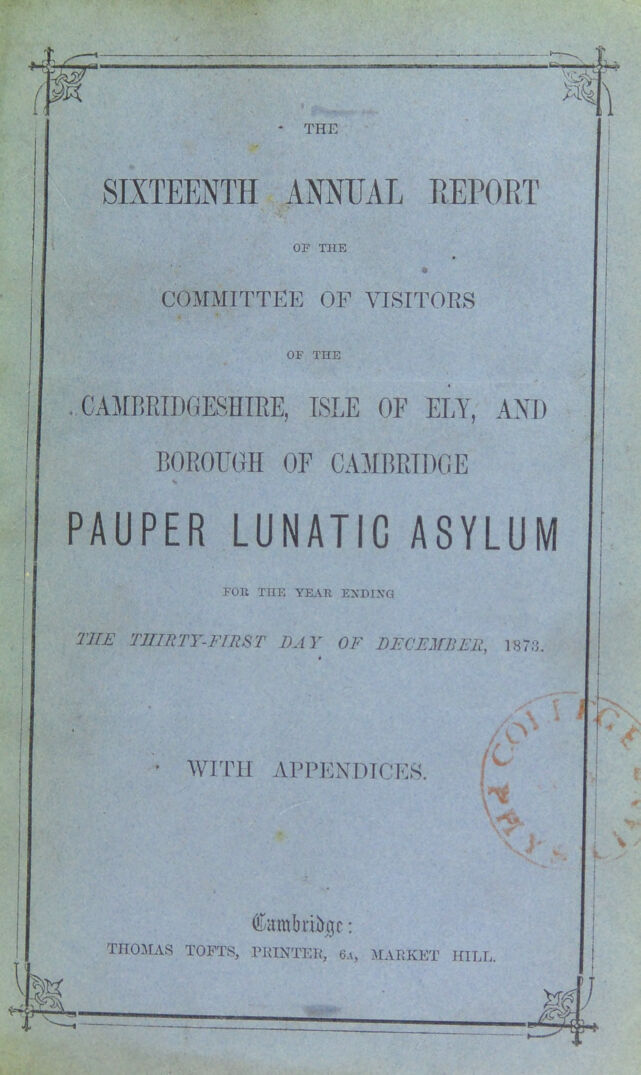 THE
SIXTEENTH ANNUAL REPORT
OF THE
COMMITTEE OF VISITORS
OF THE
CAMBRIDGESHIRE, ISLE OF ELY, AND
BOROUGH OF CAMBRIDGE
PAUPER LUNATIC ASYLUM
FOR THE YEAR ENDING
THE THIRTY-FIRST DAY OF DECEMBER, 1873.
WITH APPENDICES.
COLLEGE
Cambridge:
THOMAS TOFTS, PRINTER, 6A, MARKET HILL.